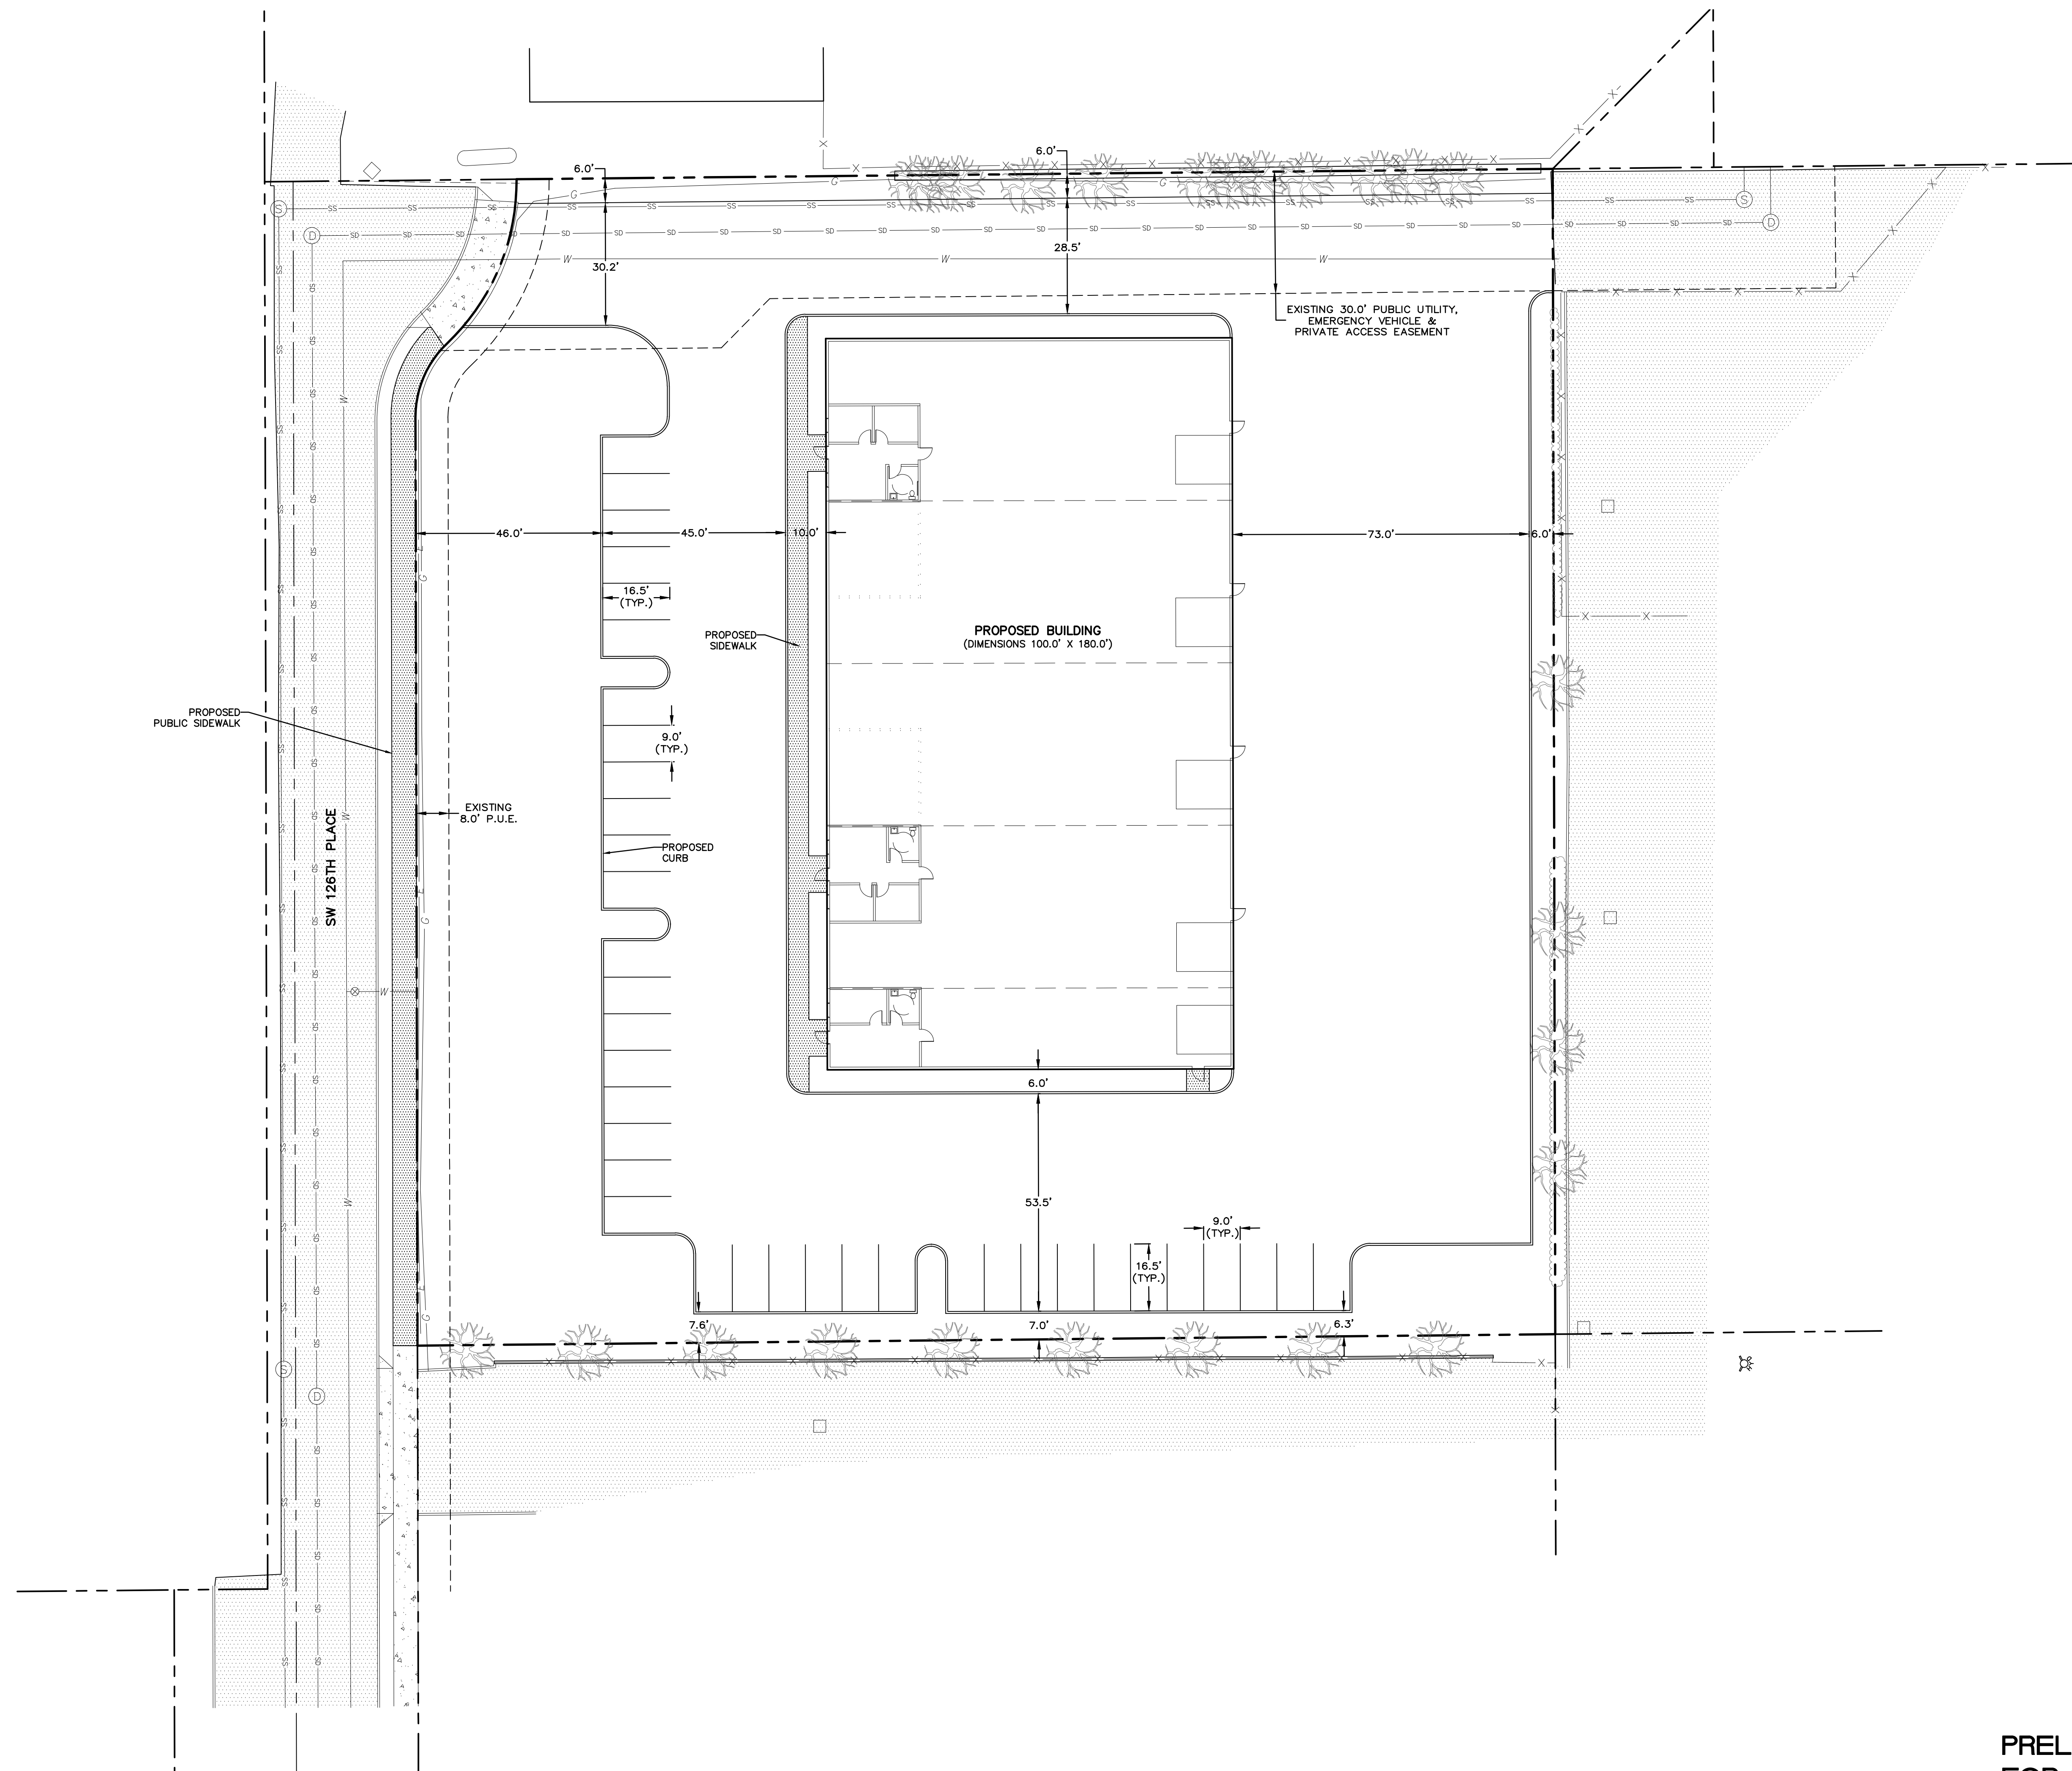 6.0'
6.0'
30.2'
28.5'
EXISTING 30.0' PUBLIC UTILITY,
EMERGENCY VEHICLE &
PRIVATE ACCESS EASEMENT
46.0'
45.0'
10.0'
73.0'
6.0'
16.5'
(TYP.)
PROPOSED
SIDEWALK
PROPOSED BUILDING
(DIMENSIONS 100.0' X 180.0')
PROPOSED
PUBLIC SIDEWALK
9.0'
(TYP.)
EXISTING
8.0' P.U.E.
PROPOSED
CURB
SW 126TH PLACE
6.0'
53.5'
9.0'
(TYP.)
16.5'
(TYP.)
7.6'
7.0'
6.3'
S
SS
S
D
SD
D
W
G
X
S
D
PREL